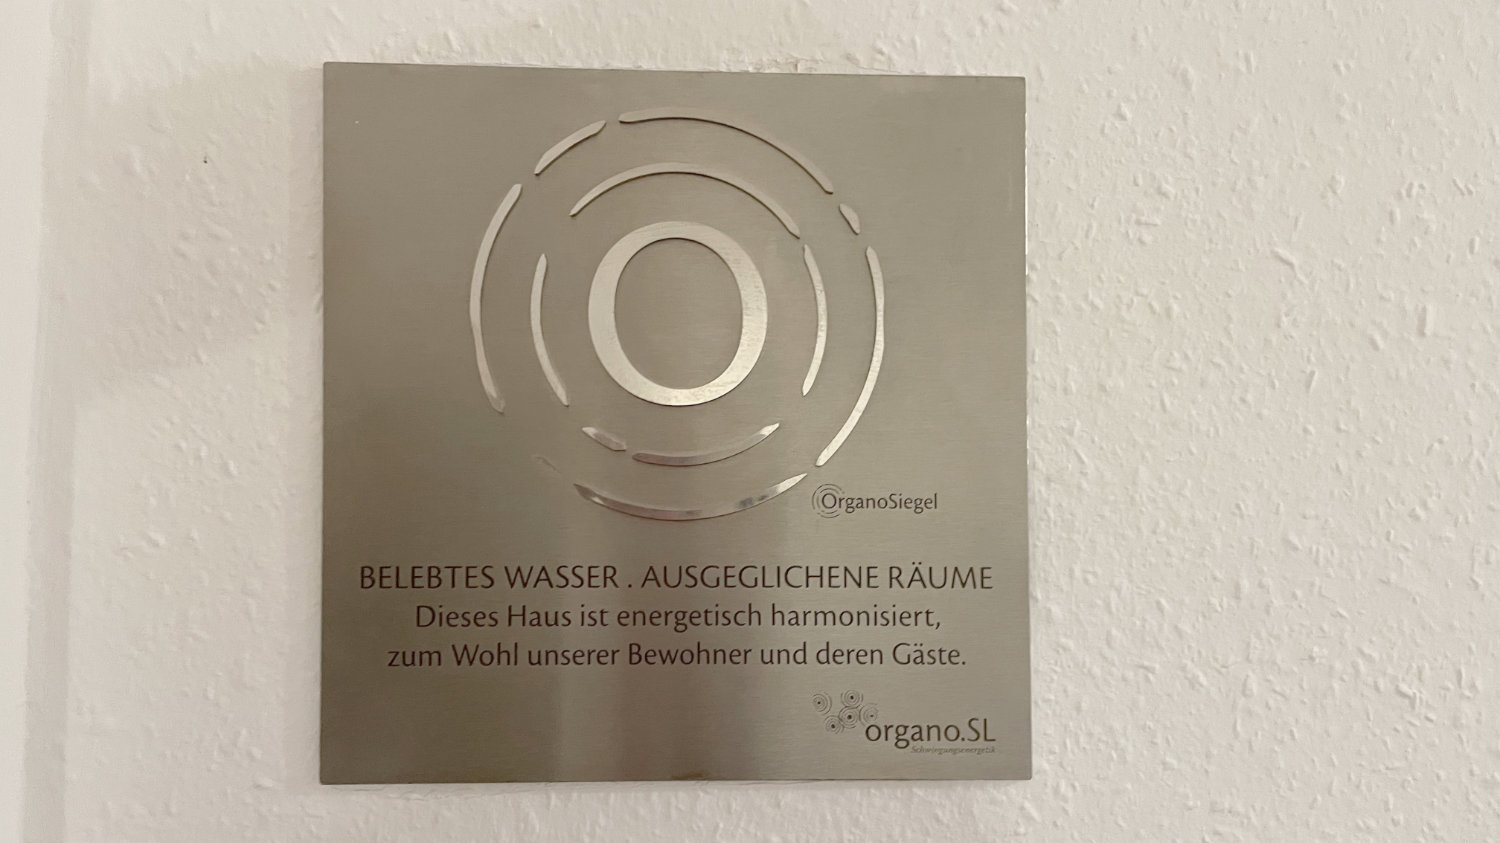 OrganoSiegel
BELEBTES WASSER . AUSGEGLICHENE RÄUME
Dieses Haus ist energetisch harmonisiert,
zum Wohl unserer Bewohner und deren Gäste.
organo.SL
Schwingungsenergetik